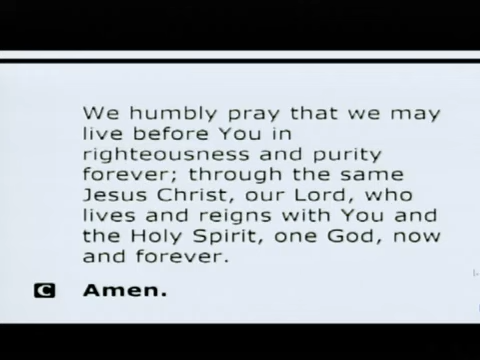 We humbly pray that we may
live before You in
righteousness and purity
forever; through the same
Jesus Christ, our Lord, who
lives and reigns with You and
the Holy Spirit, one God, now
and forever.
C Amen.